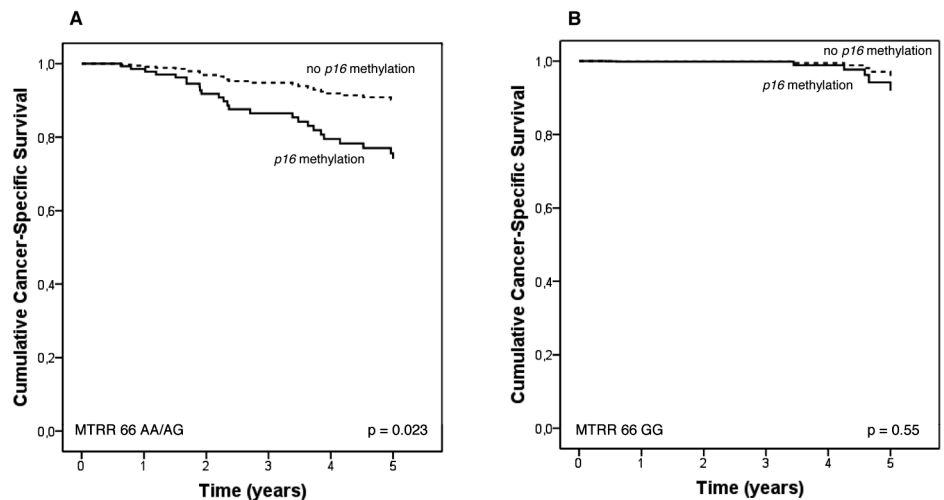 A
Cumulative Cancer-Specific Survival
1,0
0,8
0,6
0,4
0,2
0,0
no p16 methylation
p16 methylation
MTRR 66 AA/AG
p = 0.023
0 1 2 3 4 5
Time (years)
B
Cumulative Cancer-Specific Survival
1,0
0,8
0,6
0,4
0,2
0,0
no p16 methylation
p16 methylation
MTRR 66 GG
p = 0.55
0 1 2 3 4 5
Time (years)